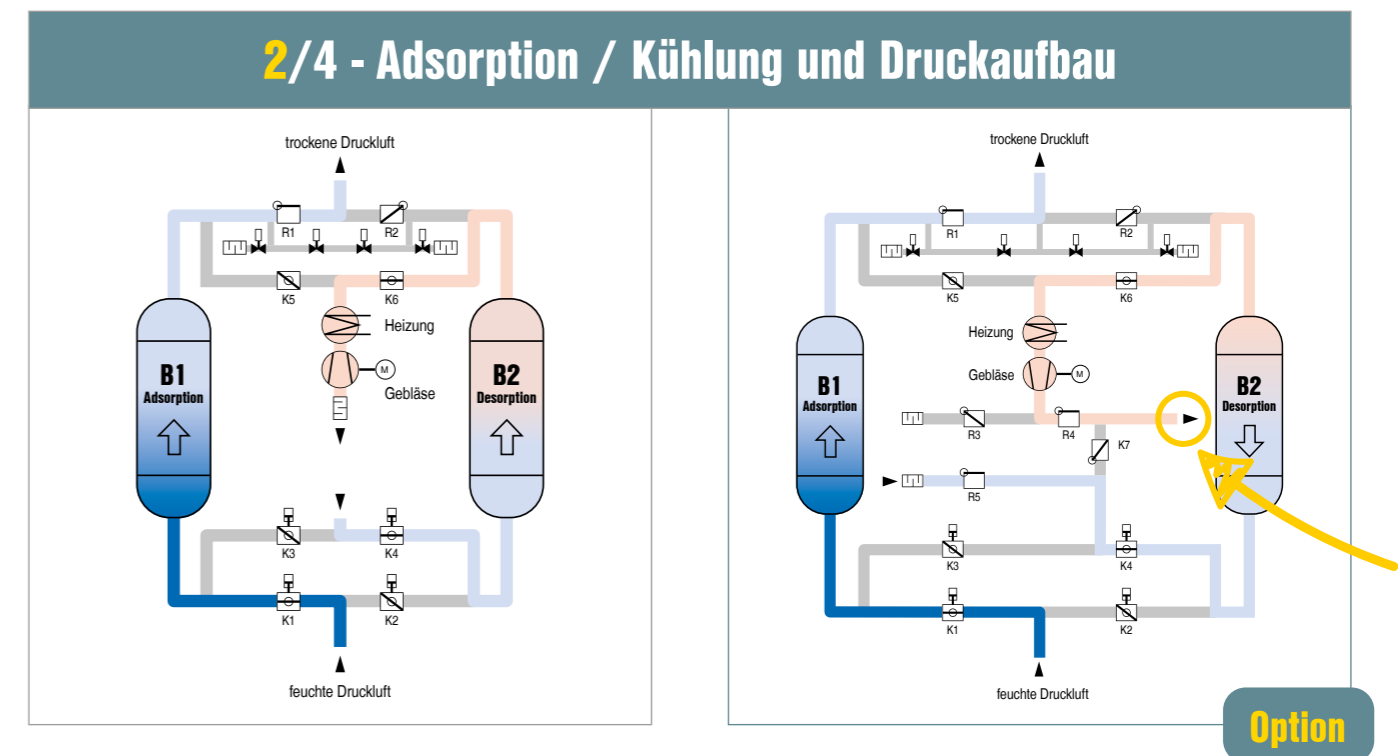 2/4 - Adsorption / Kühlung und Druckaufbau
trockene Druckluft
R1
R2
K5
K6
Heizung
M
Gebläse
B1
Adsorption
B2
Desorption
K3
K4
K1
K2
feuchte Druckluft
trockene Druckluft
R1
R2
K5
K6
Heizung
Gebläse
M
B1
Adsorption
B2
Desorption
R3
R4
K7
R5
K3
K4
K1
K2
feuchte Druckluft
Option